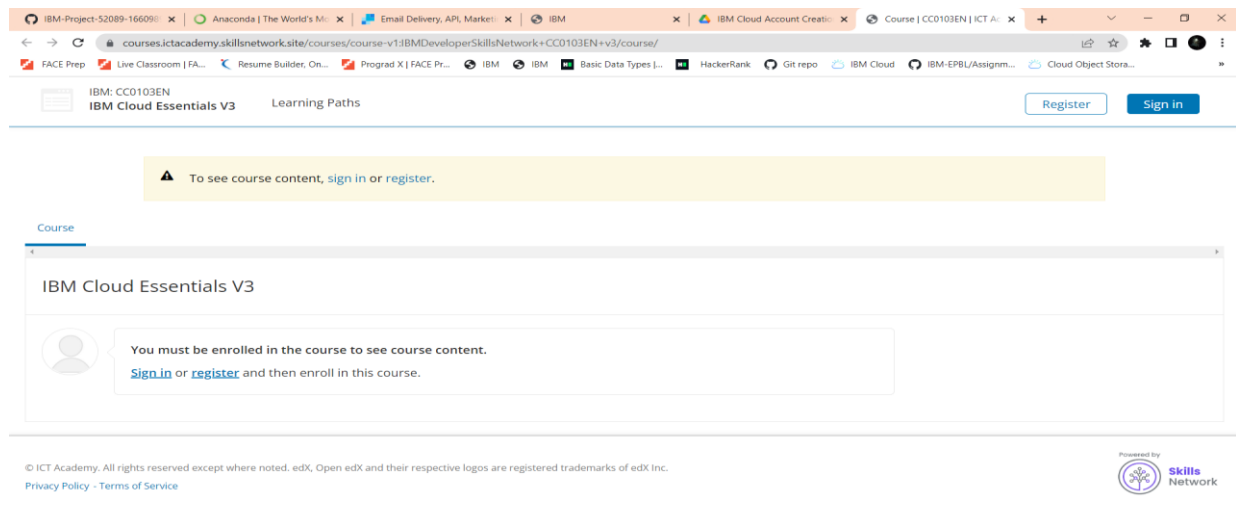 IBM-Project-52089-166098
Anaconda | The World's Mo
Email Delivery, API, Marketi
IBM
IBM Cloud Account Creatio
Course | CC0103EN | ICT Ac
courses.ictacademy.skillsnetwork.site/courses/course-v1:IBMDeveloperSkillsNetwork+CC0103EN+v3/course/
FACE Prep
Live Classroom | FA...
Resume Builder, On...
Prograd X | FACE Pr...
IBM
IBM
Basic Data Types |...
HackerRank
Git repo
IBM Cloud
IBM-EPBL/Assignm...
Cloud Object Stora...
»
IBM: CC0103EN
IBM Cloud Essentials V3
Learning Paths
Register
Sign in
To see course content, sign in or register.
Course
IBM Cloud Essentials V3
You must be enrolled in the course to see course content.
Sign in or register and then enroll in this course.
© ICT Academy. All rights reserved except where noted. edX, Open edX and their respective logos are registered trademarks of edX Inc.
Privacy Policy - Terms of Service
Powered by
Skills
Network